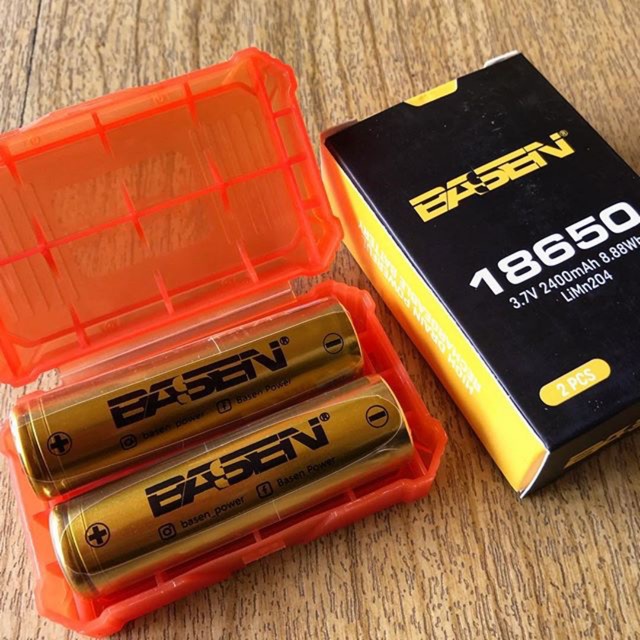 BASEN®
18650
3.7V 2400mAh 8.88Wh
LiMn2O4
2 PCS
BASEN®
basen_power Basen Power
BASEN®
basen_power Basen Power